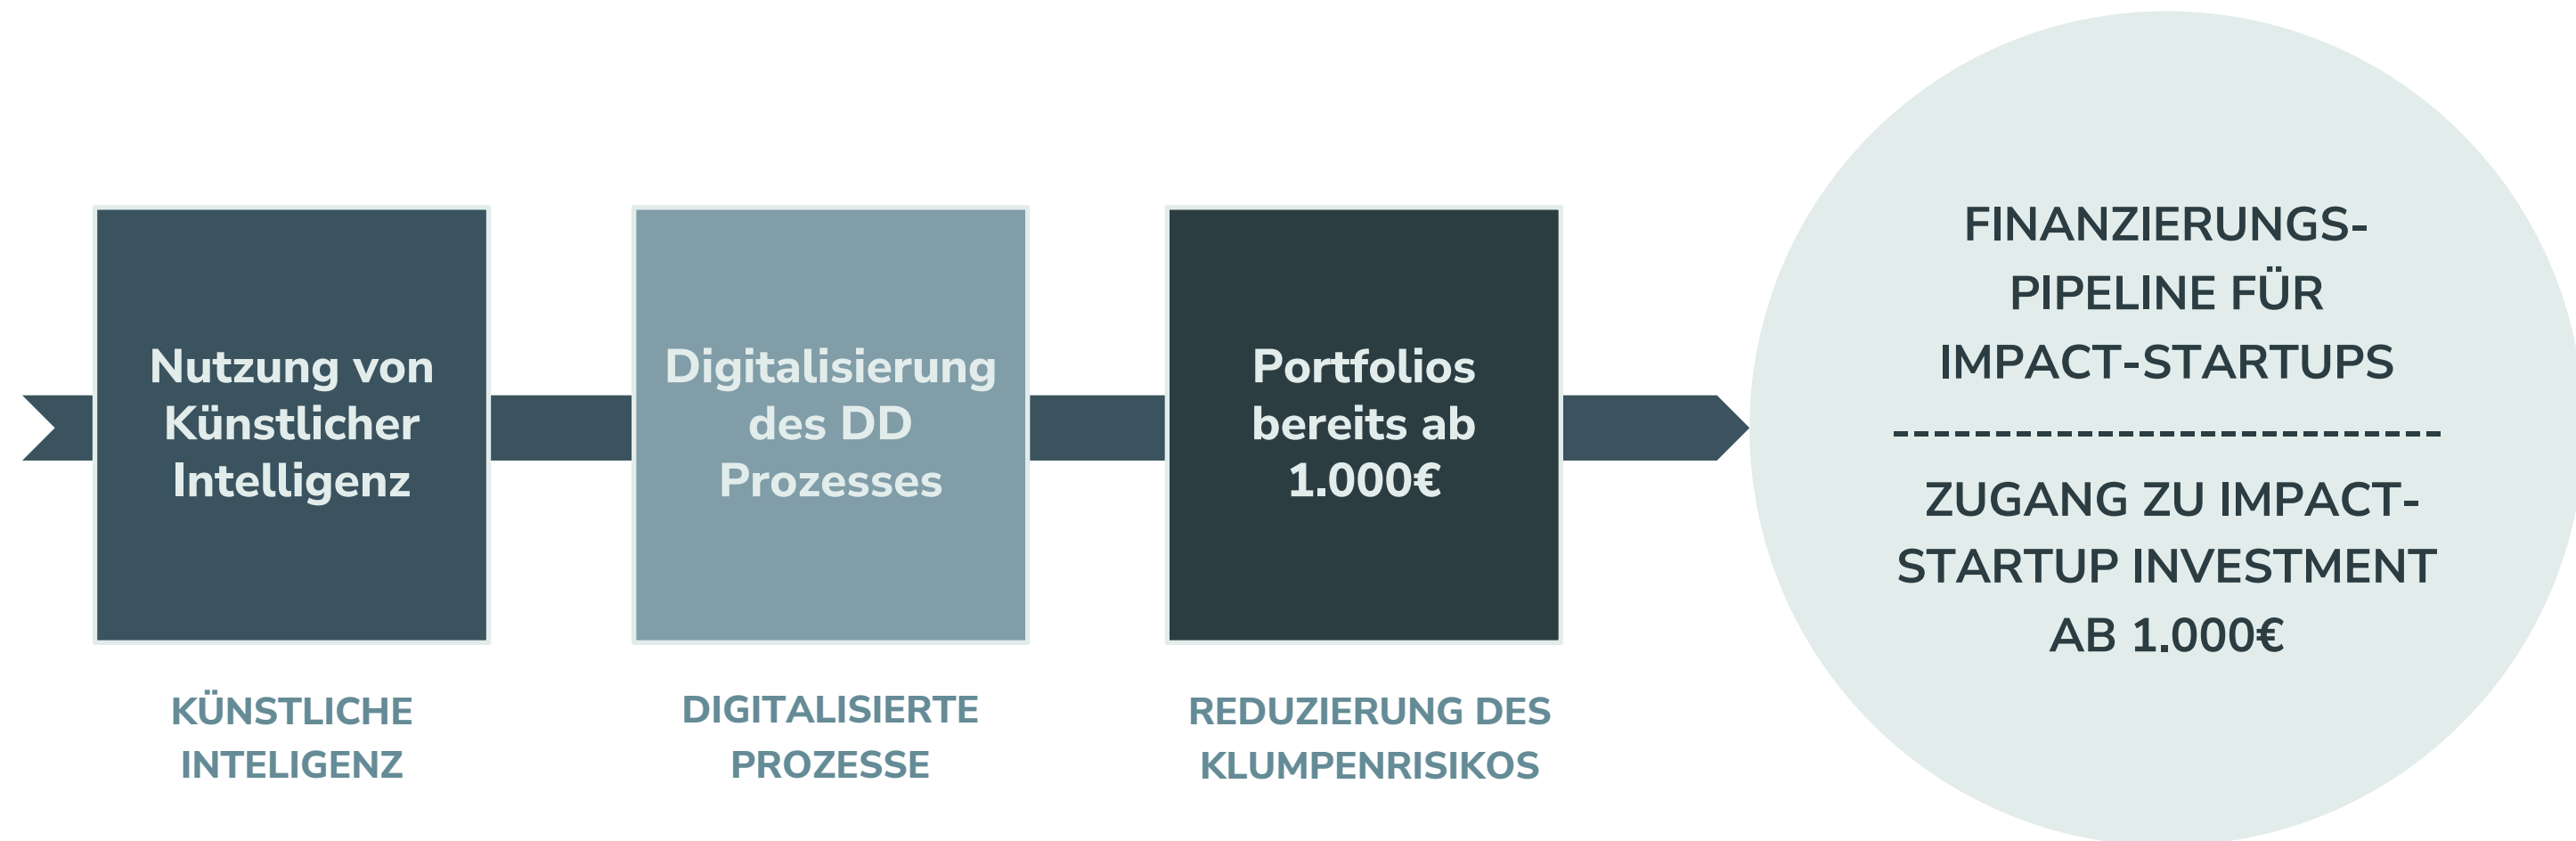 Nutzung von
Künstlicher
Intelligenz
KÜNSTLICHE
INTELIGENZ
Digitalisierung
des DD
Prozesses
DIGITALISIERTE
PROZESSE
Portfolios
bereits ab
1.000€
REDUZIERUNG DES
KLUMPENRISIKOS
FINANZIERUNGS-
PIPELINE FÜR
IMPACT-STARTUPS
ZUGANG ZU IMPACT-
STARTUP INVESTMENT
AB 1.000€